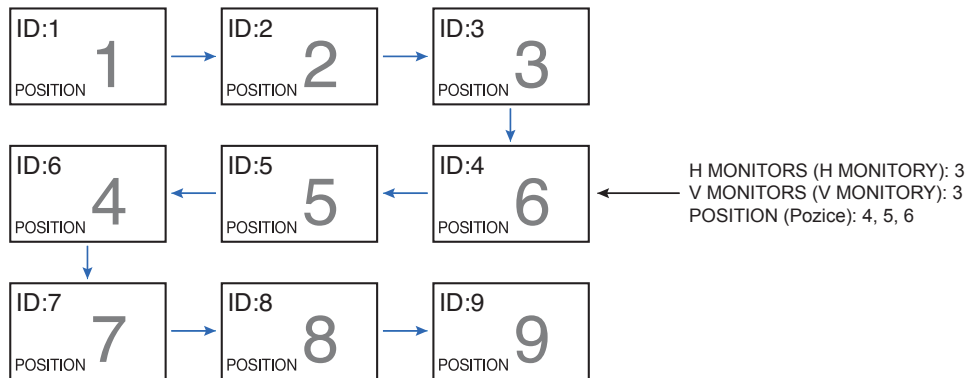 ID:1
POSITION 1
ID:2
POSITION 2
ID:3
POSITION 3
ID:6
POSITION 4
ID:5
POSITION 5
ID:4
POSITION 6
H MONITORS (H MONITORY): 3
V MONITORS (V MONITORY): 3
POSITION (Pozice): 4, 5, 6
ID:7
POSITION 7
ID:8
POSITION 8
ID:9
POSITION 9